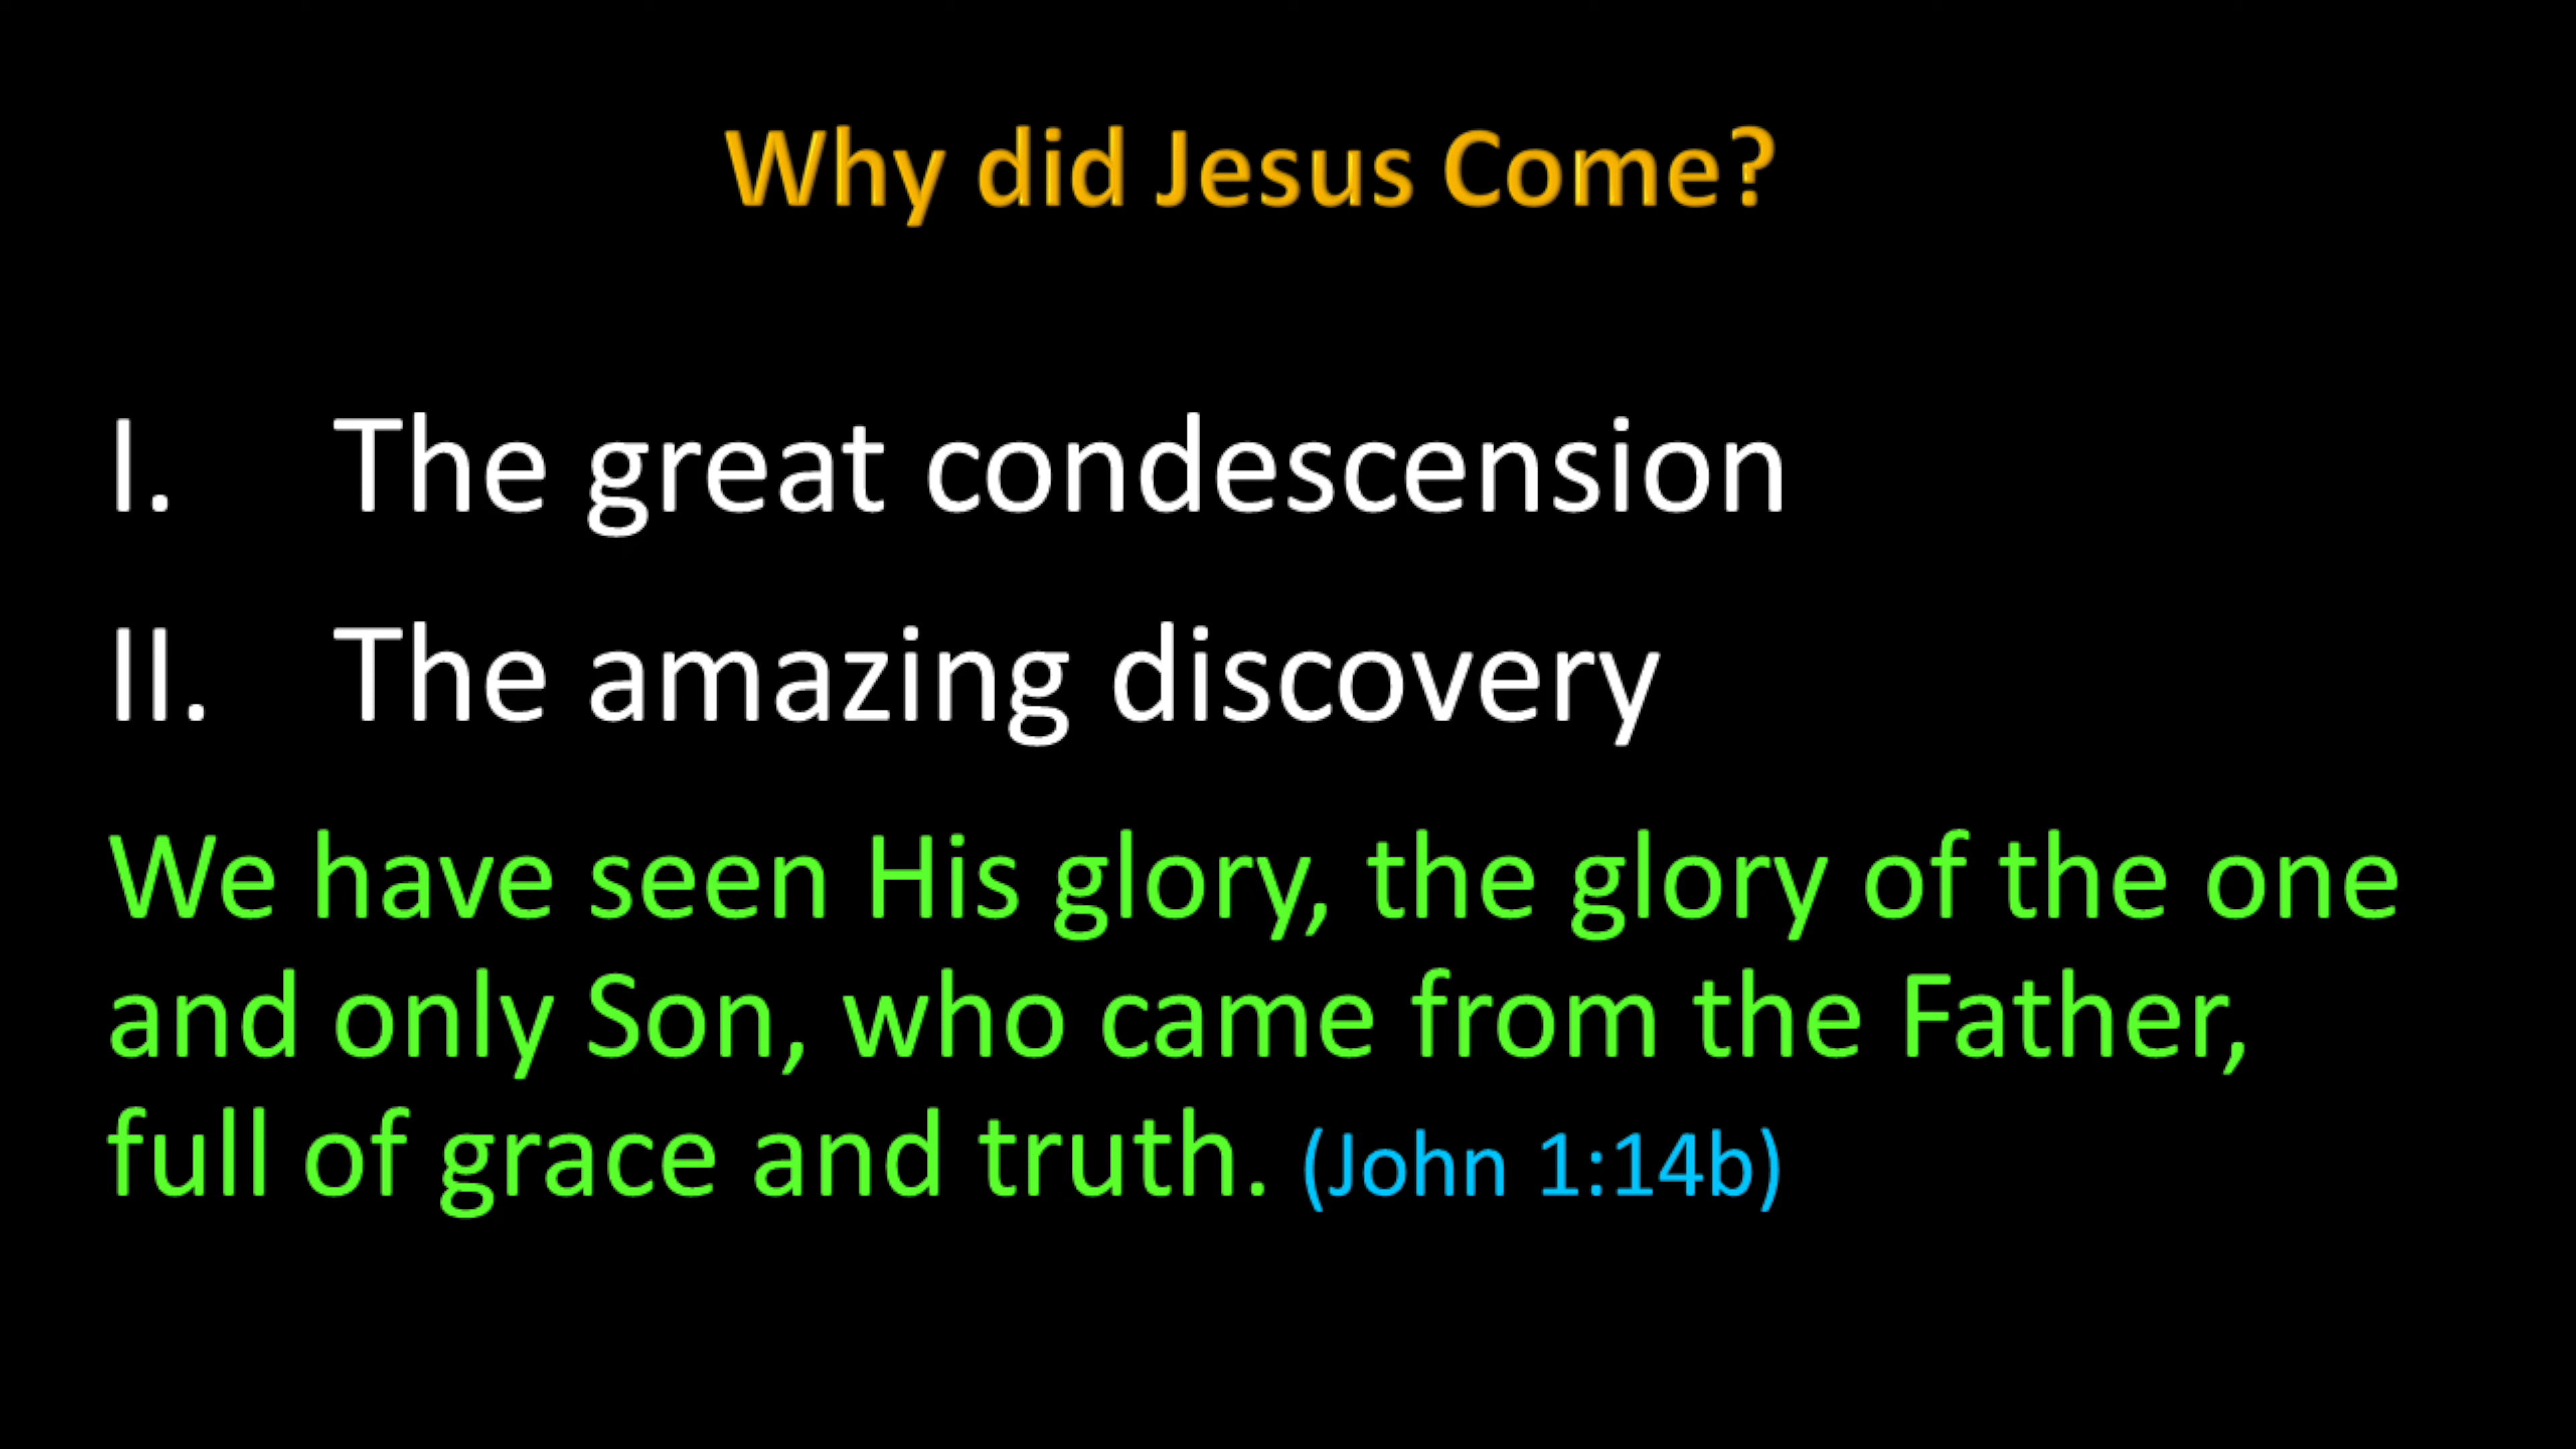 Why did Jesus Come?
I. The great condescension
II. The amazing discovery
We have seen His glory, the glory of the one
and only Son, who came from the Father,
full of grace and truth. (John 1:14b)